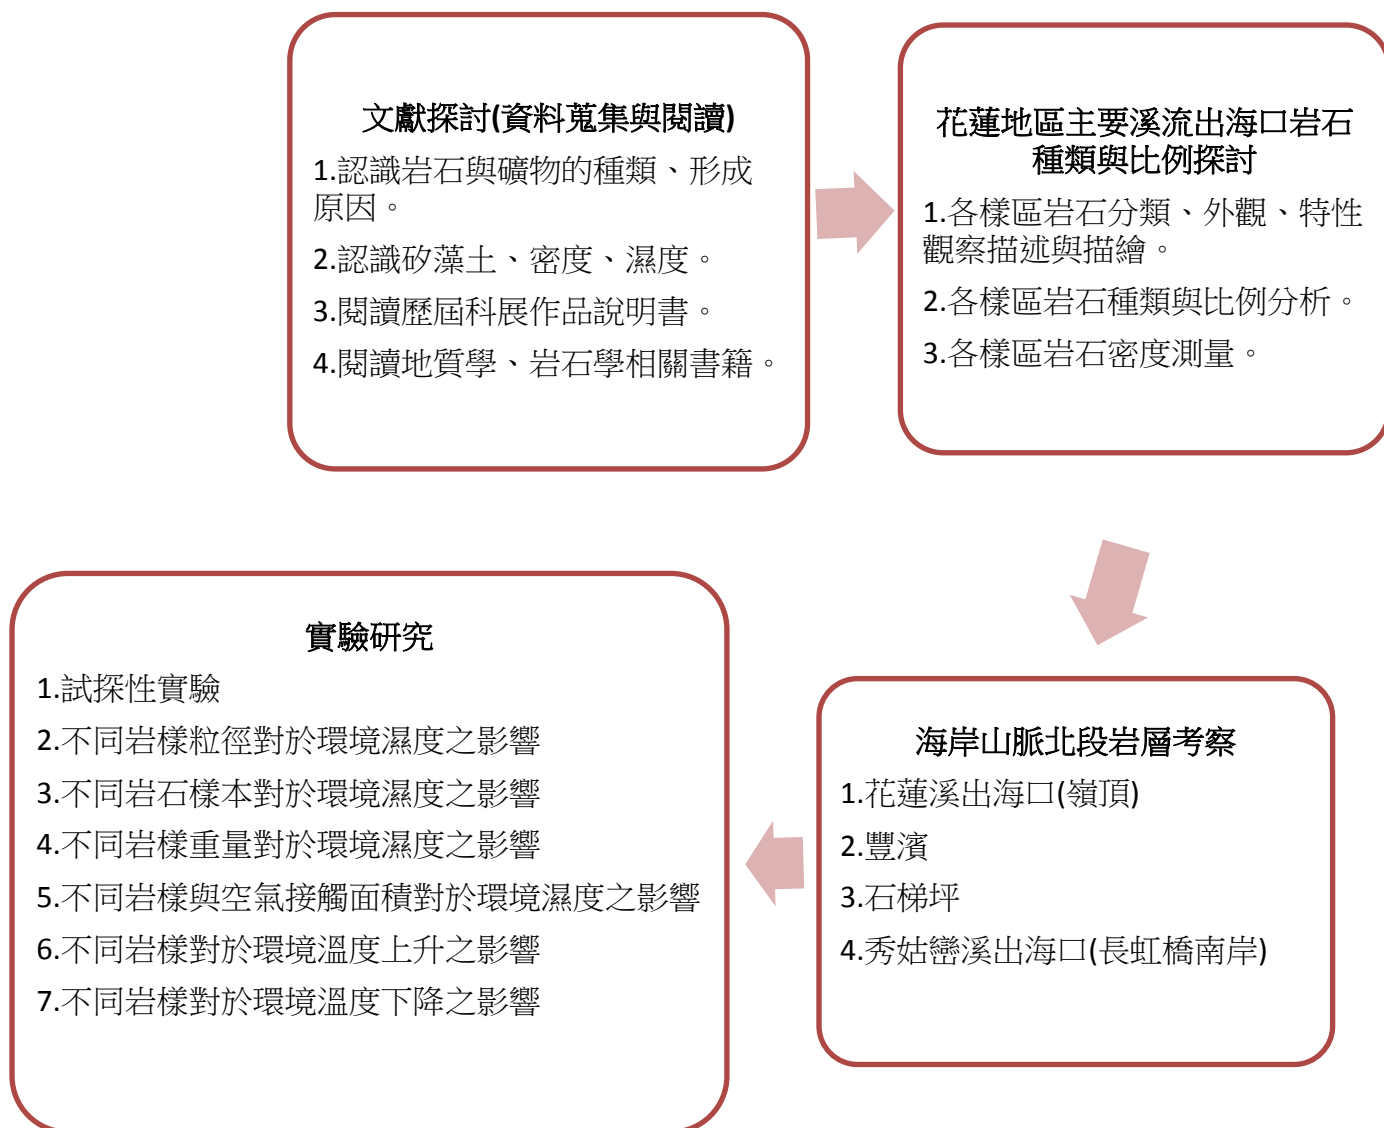 文獻探討(資料蒐集與閱讀)
1.認識岩石與礦物的種類、形成
原因。
2.認識矽藻土、密度、濕度。
3.閱讀歷屆科展作品說明書。
4.閱讀地質學、岩石學相關書籍。
花蓮地區主要溪流出海口岩石
種類與比例探討
1.各樣區岩石分類、外觀、特性
觀察描述與描繪。
2.各樣區岩石種類與比例分析。
3.各樣區岩石密度測量。
海岸山脈北段岩層考察
1.花蓮溪出海口(嶺頂)
2.豐濱
3.石梯坪
4.秀姑巒溪出海口(長虹橋南岸)
實驗研究
1.試探性實驗
2.不同岩樣粒徑對於環境濕度之影響
3.不同岩石樣本對於環境濕度之影響
4.不同岩樣重量對於環境濕度之影響
5.不同岩樣與空氣接觸面積對於環境濕度之影響
6.不同岩樣對於環境溫度上升之影響
7.不同岩樣對於環境溫度下降之影響